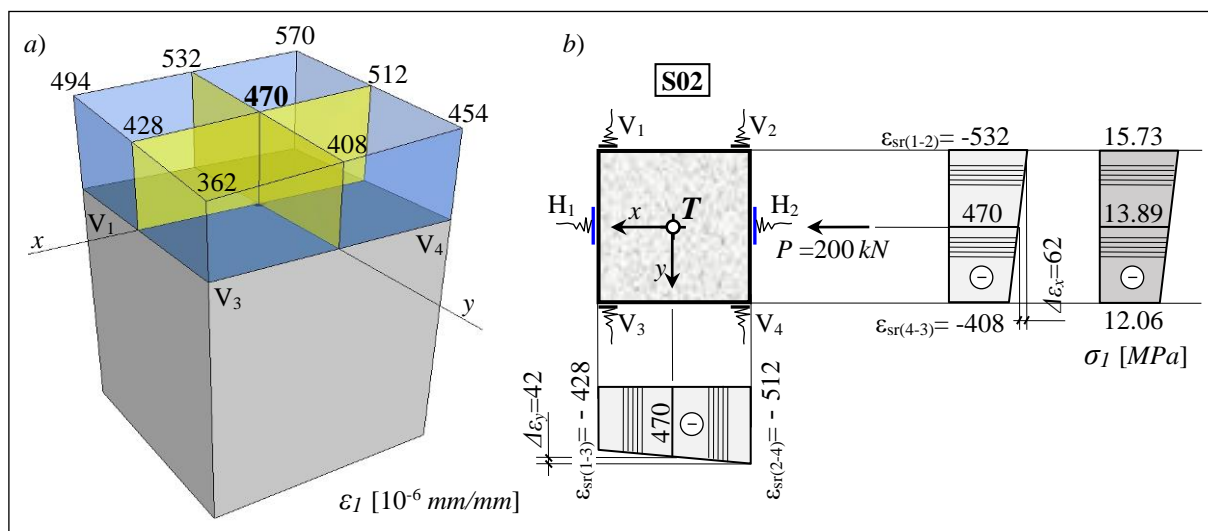 a)
570
532
494
470
512
454
428
408
362
V1
x
V4
V3
y
ε1 [10-6 mm/mm]
b)
S02
V1
V2
H1
x
T
H2
y
P =200 kN
V3
V4
εsr(1-2)= -532
470
Δεx=62
εsr(4-3)= -408
15.73
13.89
12.06
σ1 [MPa]
Δεy=42
εsr(1-3)= - 428
470
εsr(2-4)= - 512